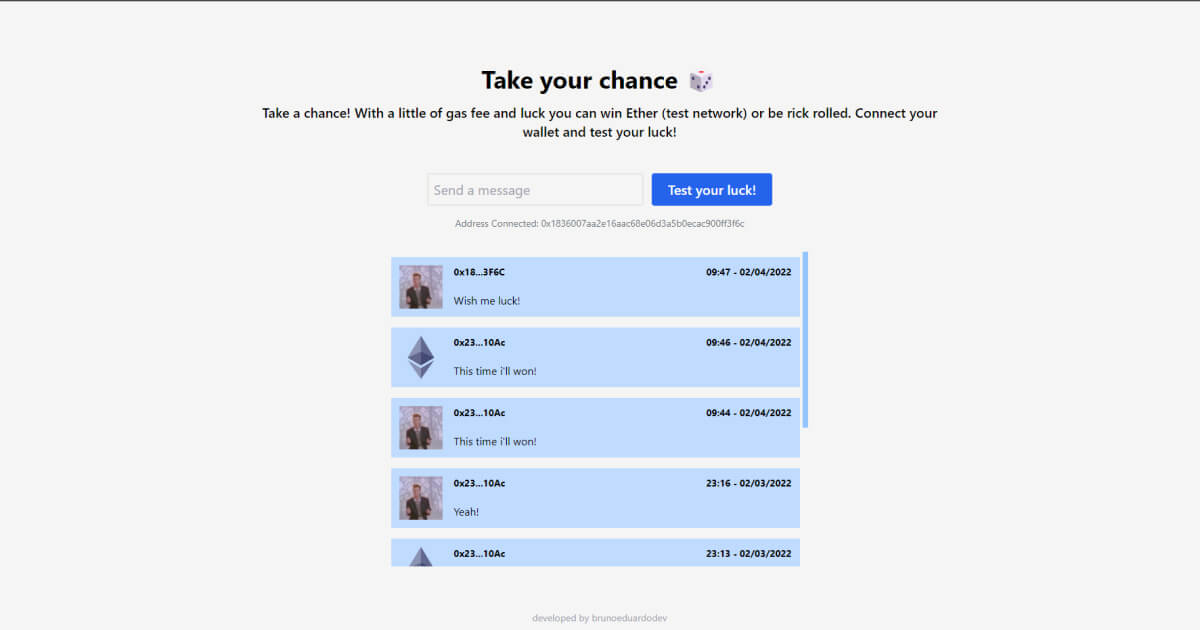 Take your chance
Take a chance! With a little of gas fee and luck you can win Ether (test network) or be rick rolled. Connect your
wallet and test your luck!
Send a message
Test your luck!
Address Connected: 0x1836007aa2e16aac68e06d3a5b0ecac900ff3f6c
0x18...3F6C
09:47 - 02/04/2022
Wish me luck!
0x23...10Ac
09:46 - 02/04/2022
This time i'll won!
0x23...10Ac
09:44 - 02/04/2022
This time i'll won!
0x23...10Ac
23:16 - 02/03/2022
Yeah!
0x23...10Ac
23:13 - 02/03/2022
developed by brunoeduardodev